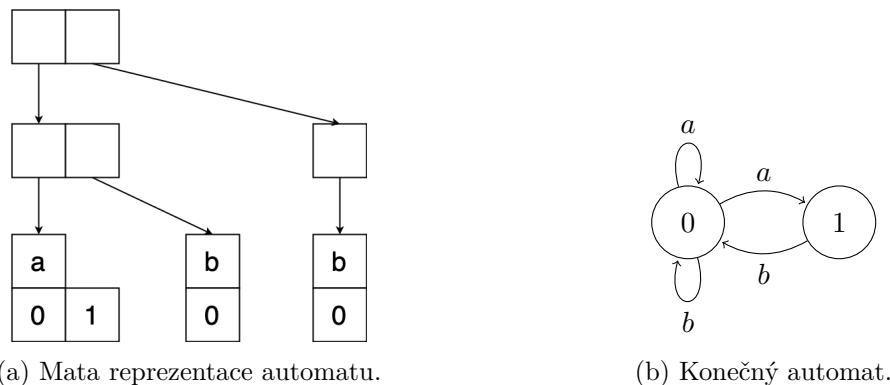 a b b
0 1 0 0
a
a
0 1
b
b
(a) Mata reprezentace automatu.
(b) Konečný automat.